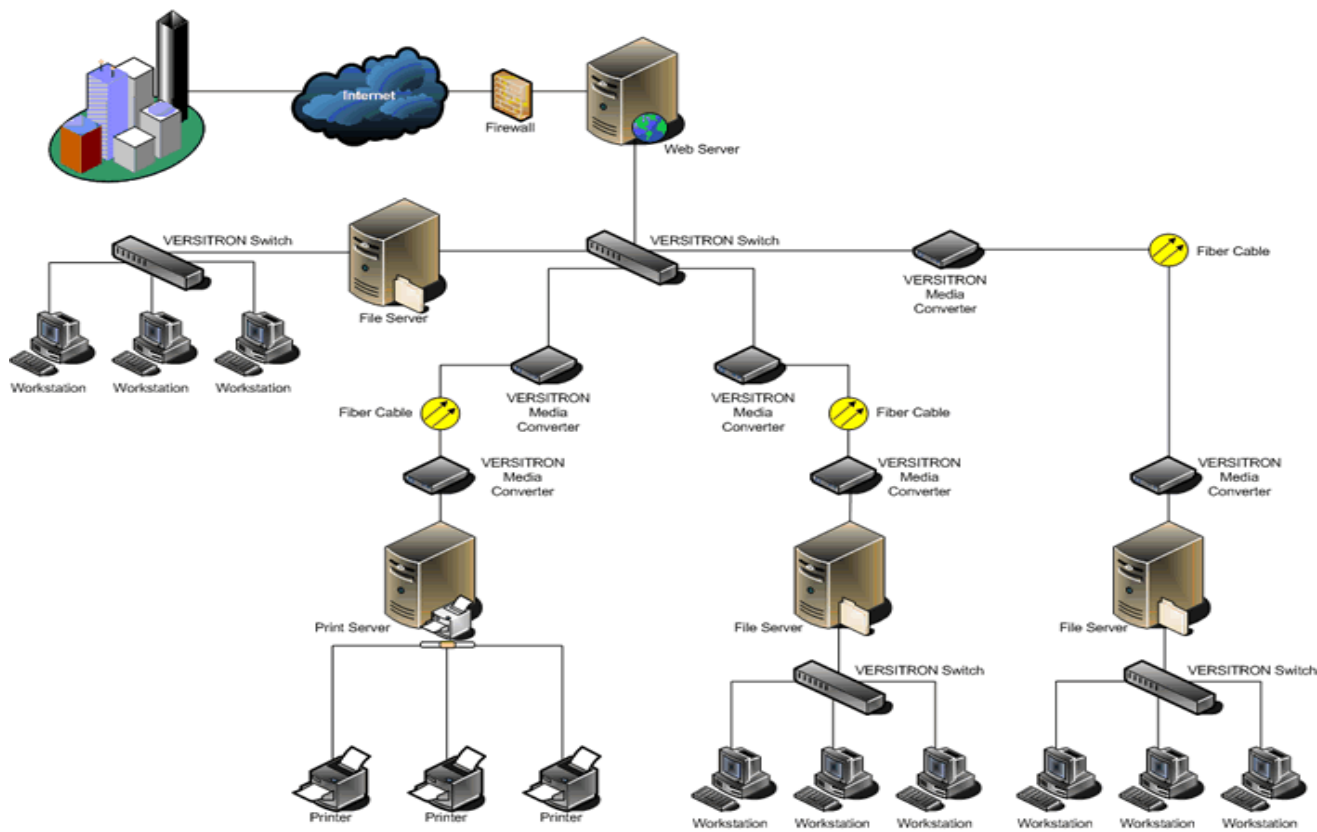 Internet
Firewall
Web Server
VERSITRON Switch
VERSITRON Switch
Fiber Cable
VERSITRON
Media
Converter
File Server
Workstation
Workstation
Workstation
VERSITRON
Media
Converter
VERSITRON
Media
Converter
Fiber Cable
Fiber Cable
VERSITRON
Media
Converter
VERSITRON
Media
Converter
VERSITRON
Media
Converter
Print Server
File Server
File Server
VERSITRON Switch
VERSITRON Switch
Printer
Printer
Printer
Workstation
Workstation
Workstation
Workstation
Workstation
Workstation